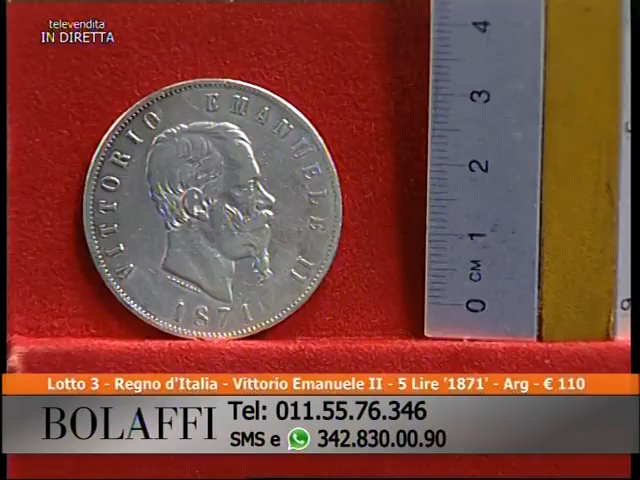 televendita
IN DIRETTA
VITTORIO EMANUELE II
1871
4
3
2
1
CM
0
Lotto 3 - Regno d'Italia - Vittorio Emanuele II - 5 Lire '1871' - Arg - € 110
BOLAFFI
Tel: 011.55.76.346
SMS e 342.830.00.90